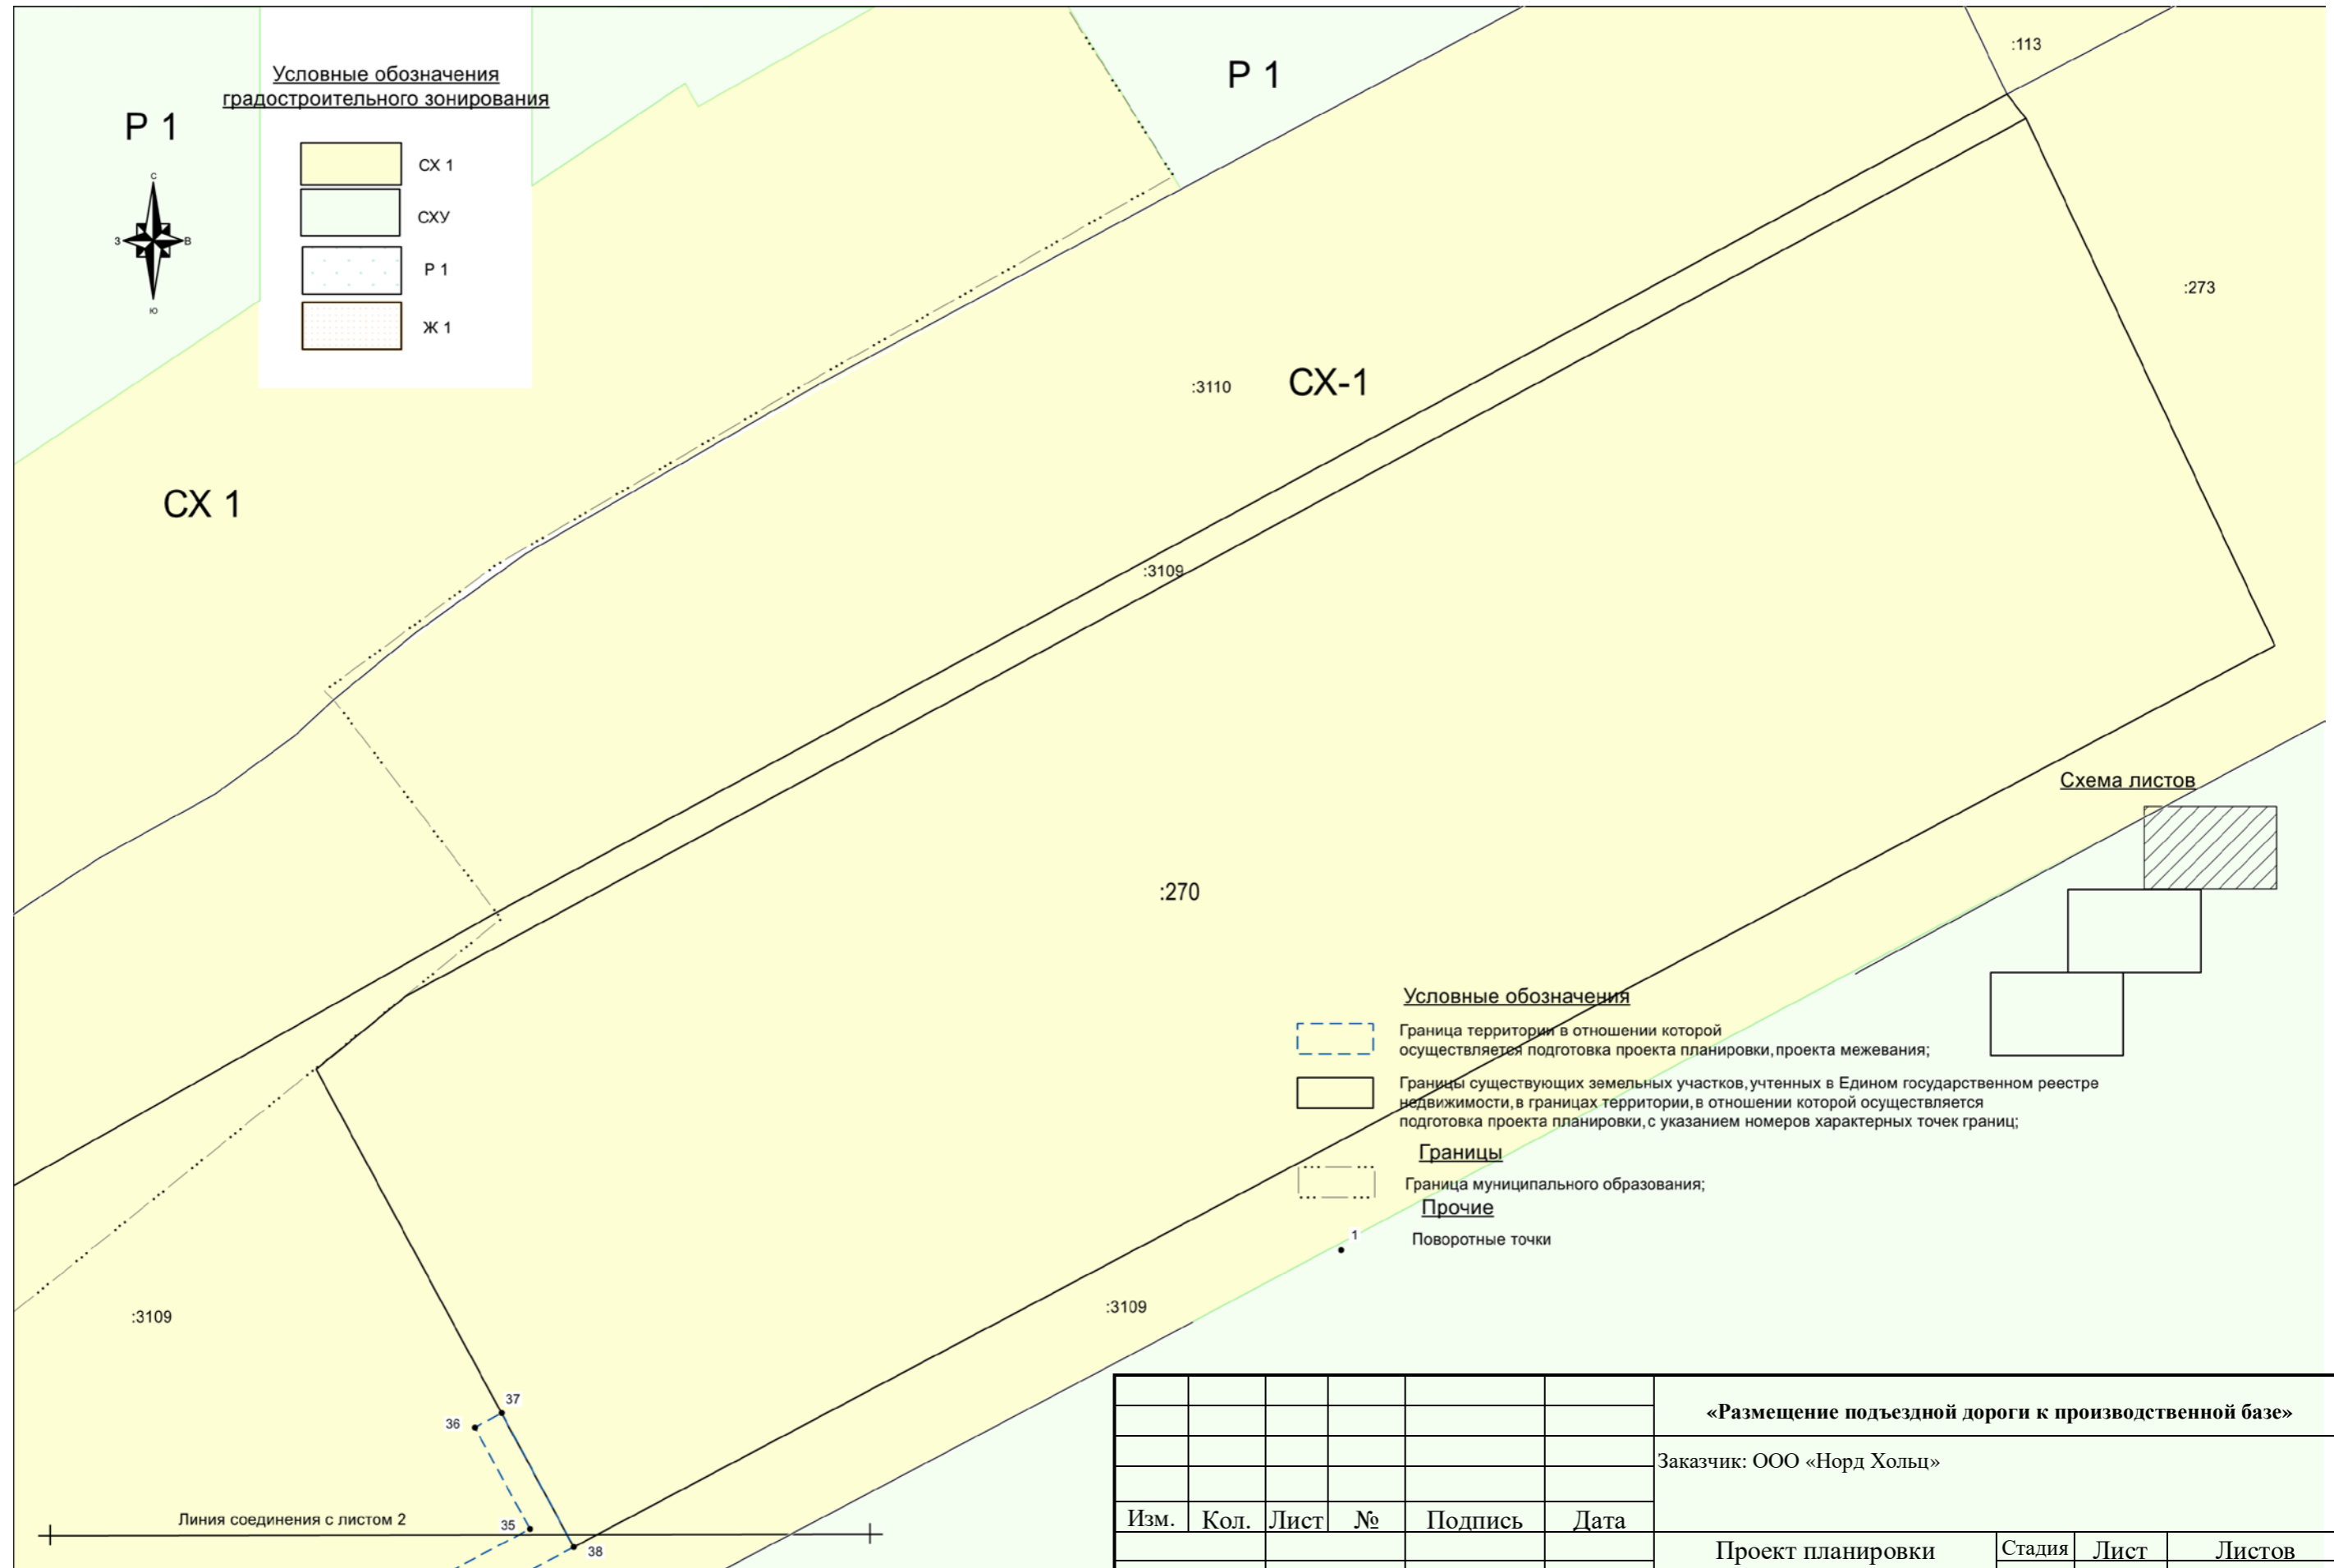 Условные обозначения
градостроительного зонирования
СХ 1
СХУ
Р 1
Ж 1
Р 1
С
З
В
Ю
Р 1
:113
:273
:3110
СХ-1
СХ 1
:3109
:270
Схема листов
Условные обозначения
Граница территории в отношении которой
осуществляется подготовка проекта планировки, проекта межевания;
Границы существующих земельных участков, учтенных в Едином государственном реестре
недвижимости, в границах территории, в отношении которой осуществляется
подготовка проекта планировки, с указанием номеров характерных точек границ;
Границы
Граница муниципального образования;
Прочие
1
Поворотные точки
:3109
:3109
37
36
35
38
Линия соединения с листом 2
«Размещение подъездной дороги к производственной базе»
Заказчик: ООО «Норд Хольц»
Изм. Кол. Лист № Подпись Дата
Проект планировки Стадия Лист Листов